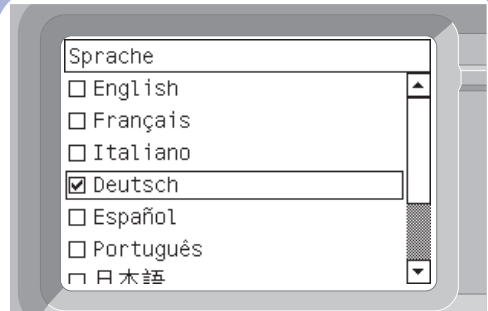 Sprache
English
Français
Italiano
Deutsch
Español
Português
日本語